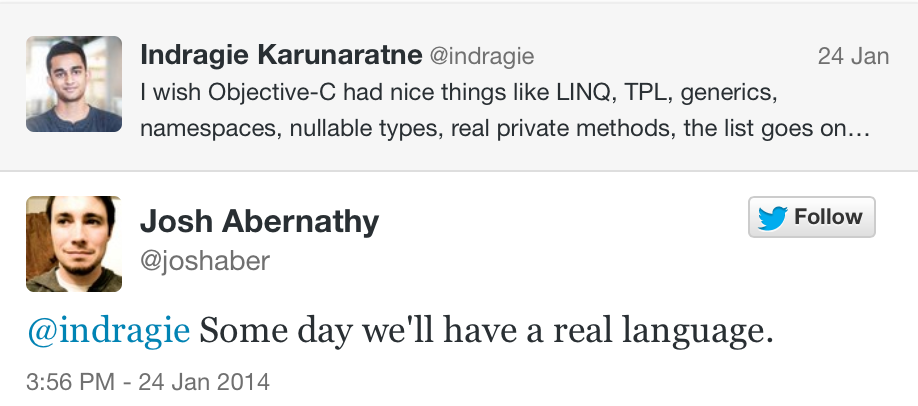 Indragie Karunaratne @indragie 24 Jan
I wish Objective-C had nice things like LINQ, TPL, generics,
namespaces, nullable types, real private methods, the list goes on…
Josh Abernathy
Follow
@joshaber
@indragie Some day we'll have a real language.
3:56 PM - 24 Jan 2014